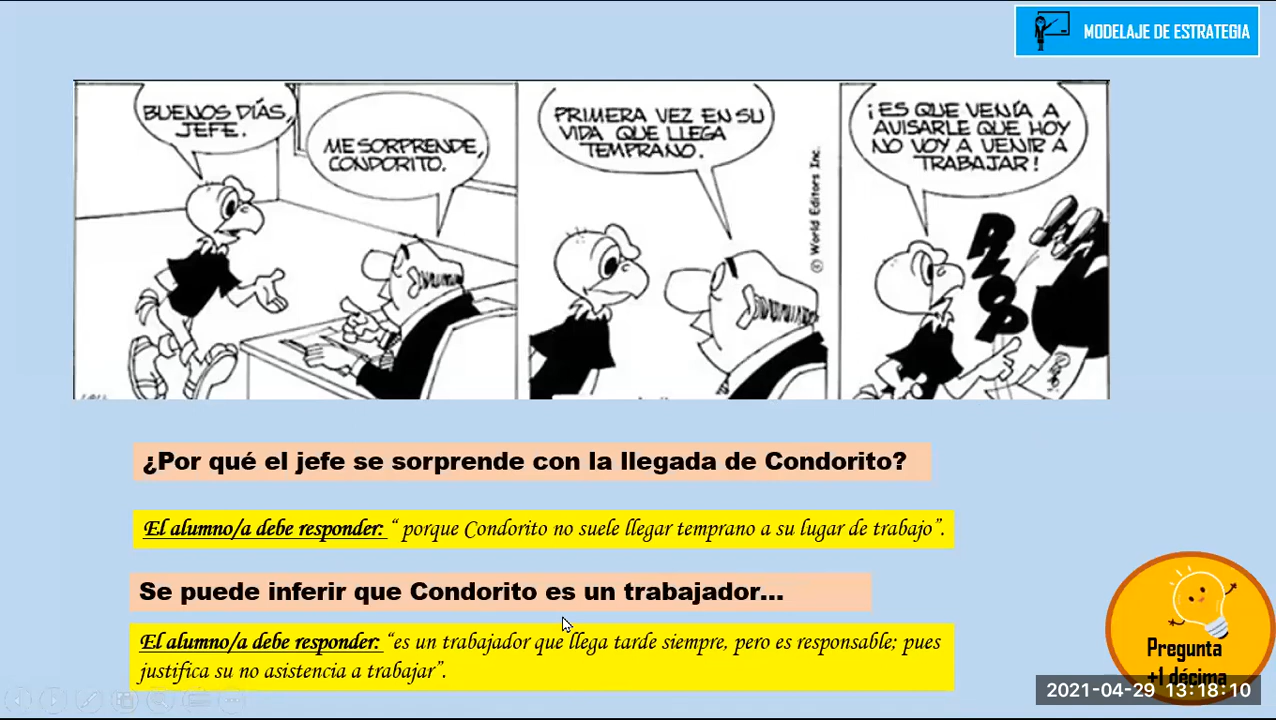 MODELAJE DE ESTRATEGIA
BUENOS DÍAS,
JEFE.
ME SORPRENDE,
CONDORITO.
PRIMERA VEZ EN SU
VIDA QUE LLEGA
TEMPRANO.
© World Editors Inc.
¡ES QUE VENÍA A
AVISARLE QUE HOY
NO VOY A VENIR A
TRABAJAR!
PLOP
¿Por qué el jefe se sorprende con la llegada de Condorito?
El alumno/a debe responder: “ porque Condorito no suele llegar temprano a su lugar de trabajo”.
Se puede inferir que Condorito es un trabajador...
El alumno/a debe responder: “es un trabajador que llega tarde siempre, pero es responsable; pues
justifica su no asistencia a trabajar”.
Pregunta
+1 décima
2021-04-29 13:18:10